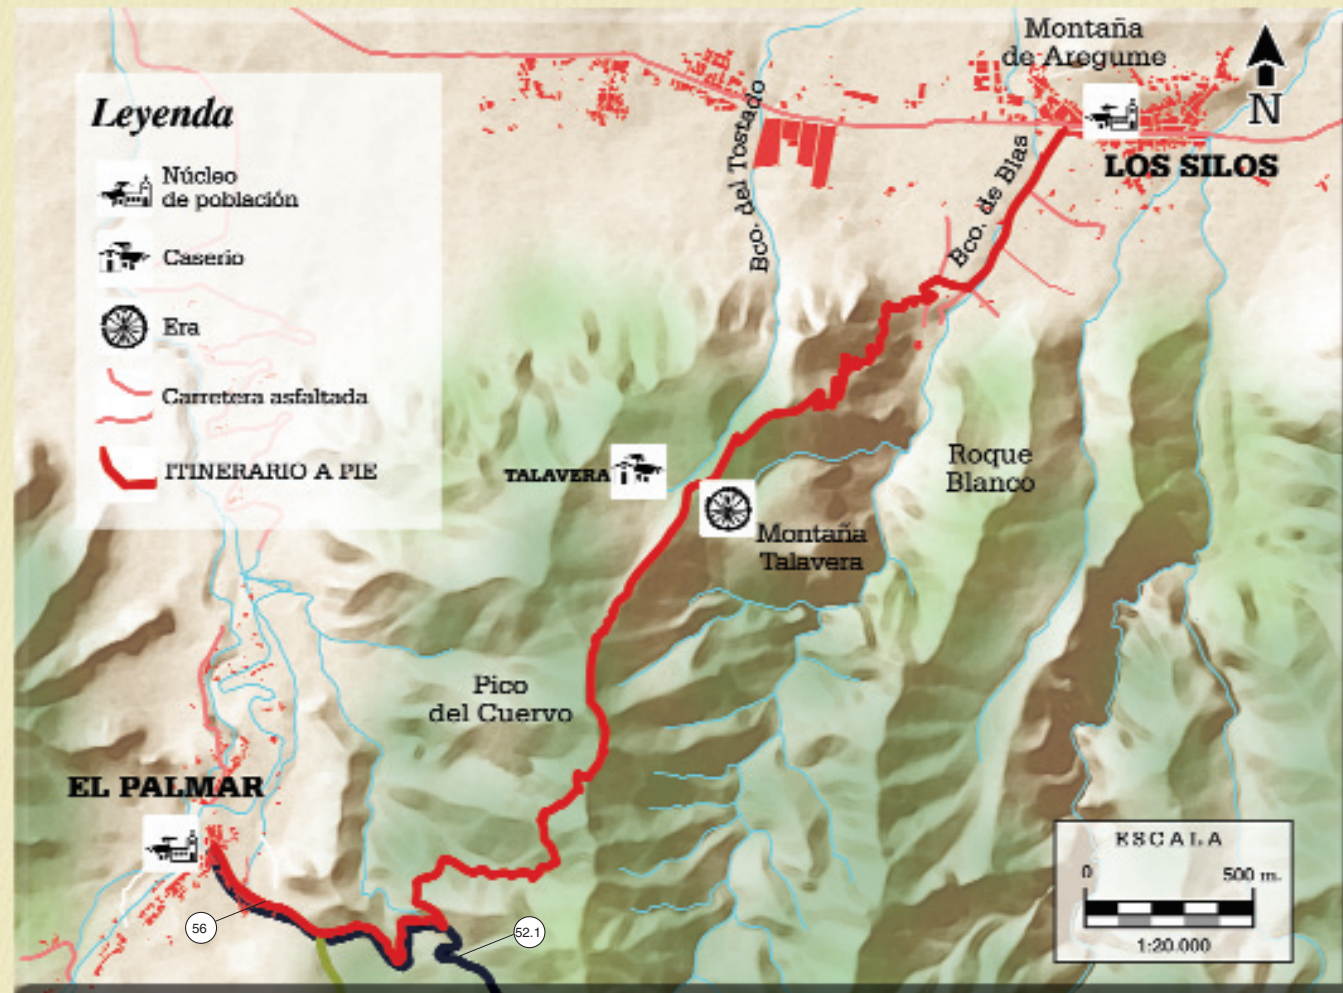 Leyenda
Núcleo
de población
Caserio
Era
Carretera asfaltada
ITINERARIO A PIE
Montaña
de Aregume
N
LOS SILOS
Bco. del Tostado
Bco. de Blas
TALAVERA
Roque
Blanco
Montaña
Talavera
Pico
del Cuervo
EL PALMAR
56
52.1
ESCALA
0 500 m.
1:20.000